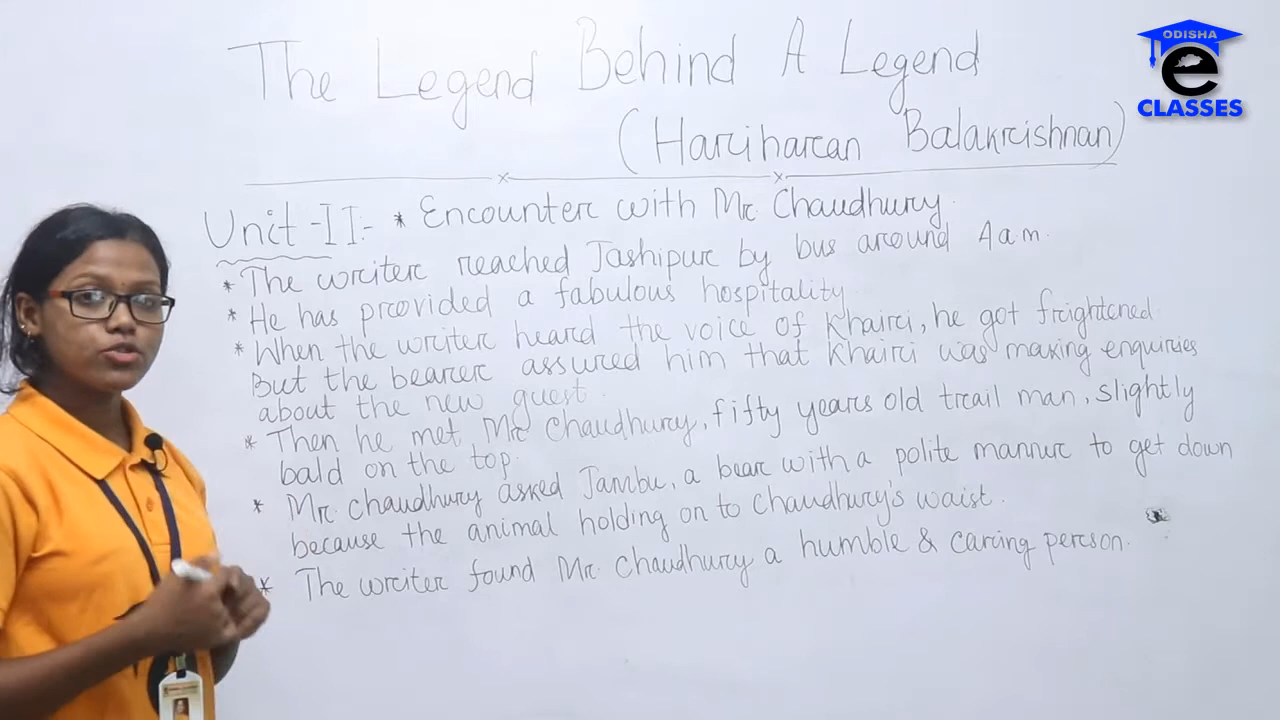 The Legend Behind A Legend
(Hariharan Balakrishnan)
Unit-II:- * Encounter with Mr. Chaudhury.
* The writer reached Jashipur by bus around 4 a.m.
* He has provided a fabulous hospitality.
* When the writer heard the voice of Khairi, he got frightened.
But the bearer assured him that Khairi was making enquiries
about the new guest.
* Then he met Mr. Chaudhury, fifty years old trail man, slightly
bald on the top.
* Mr. Chaudhury asked Jambu, a bear with a polite manner to get down
because the animal holding on to Chaudhury's waist.
* The writer found Mr. Chaudhury a humble & caring person.
ODISHA
e
CLASSES